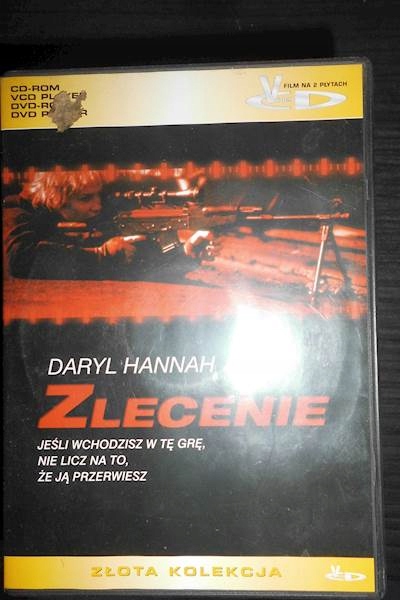 CD-ROM
VCD PLAYER
DVD-ROM
DVD PLAYER
FILM NA 2 PŁYTACH
DARYL HANNAH
ZLECENIE
JEŚLI WCHODZISZ W TĘ GRĘ,
NIE LICZ NA TO,
ŻE JĄ PRZERWIESZ
ZŁOTA KOLEKCJA